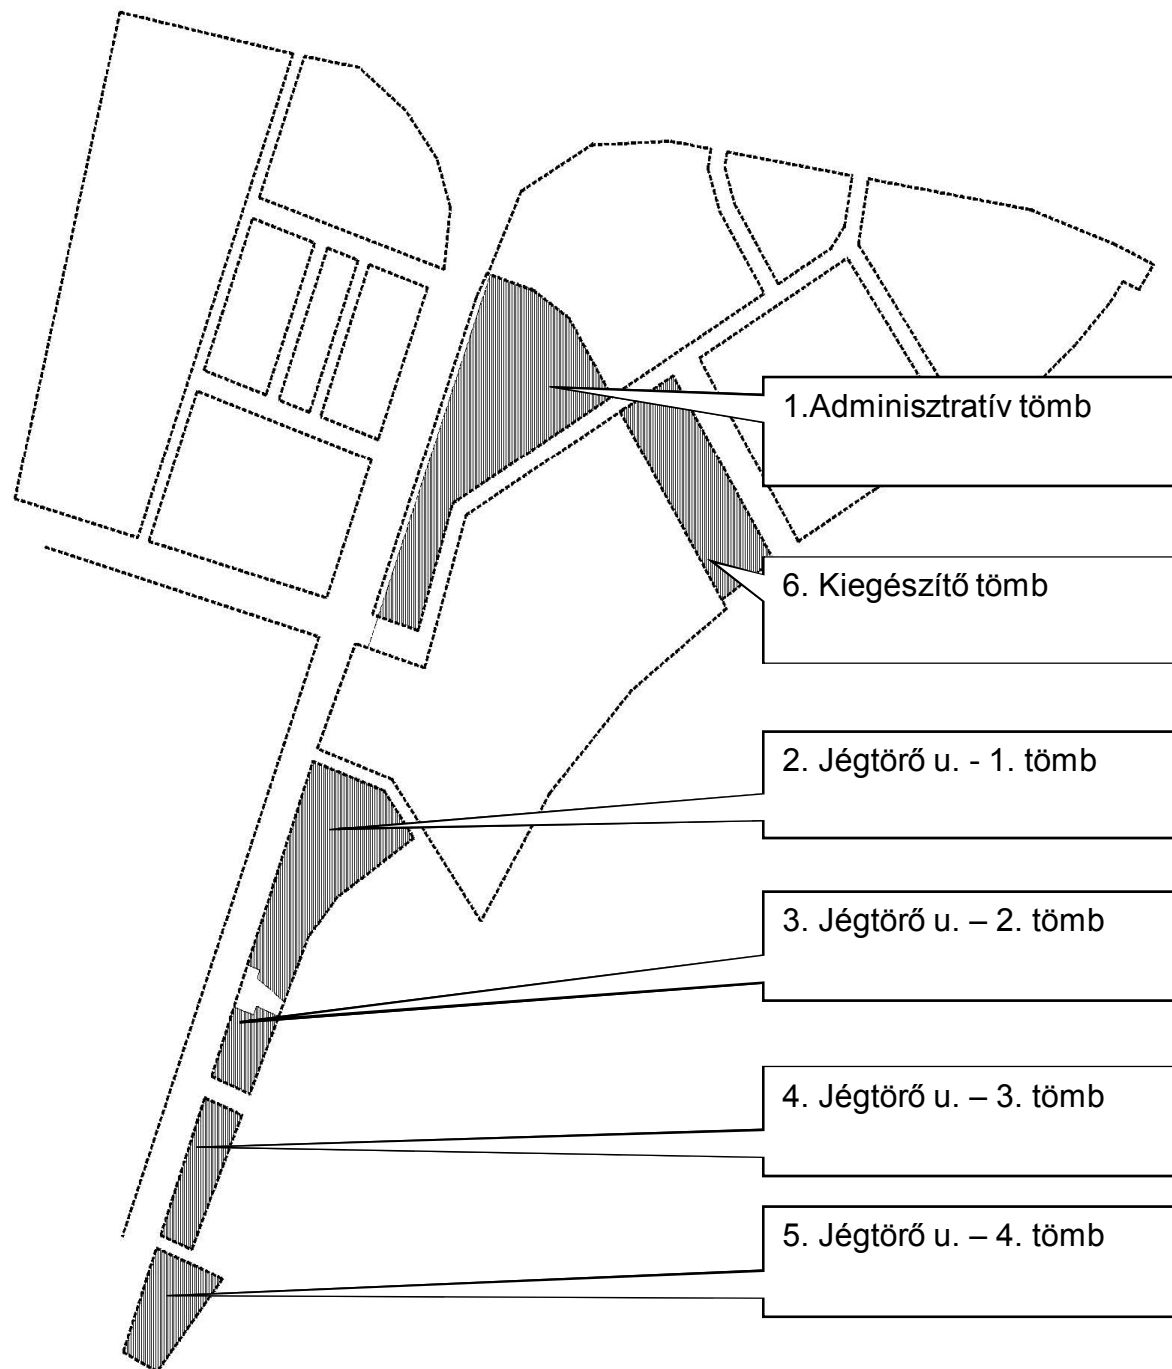 1.Adminisztratív tömb
6. Kiegészítő tömb
2. Jégtörő u. - 1. tömb
3. Jégtörő u. – 2. tömb
4. Jégtörő u. – 3. tömb
5. Jégtörő u. – 4. tömb